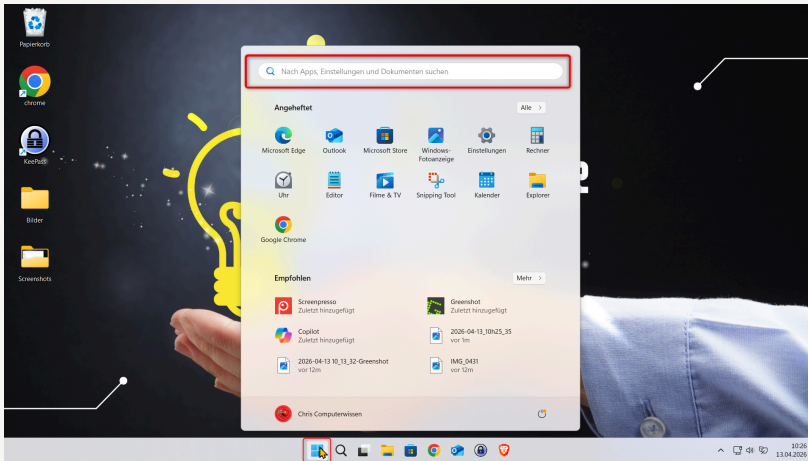 Papierkorb
chrome
KeePass
Bilder
Screenshots
Nach Apps, Einstellungen und Dokumenten suchen
Angeheftet
Alle
Microsoft Edge
Outlook
Microsoft Store
Windows-Fotoanzeige
Einstellungen
Rechner
Uhr
Editor
Filme & TV
Snipping Tool
Kalender
Explorer
Google Chrome
Empfohlen
Mehr
Screenpresso
Zuletzt hinzugefügt
Greenshot
Zuletzt hinzugefügt
Copilot
Zuletzt hinzugefügt
2026-04-13_10h25_35
vor 1m
2026-04-13 10_13_32-Greenshot
vor 12m
IMG_0431
vor 12m
Chris Computerwissen
10:26
13.04.2026